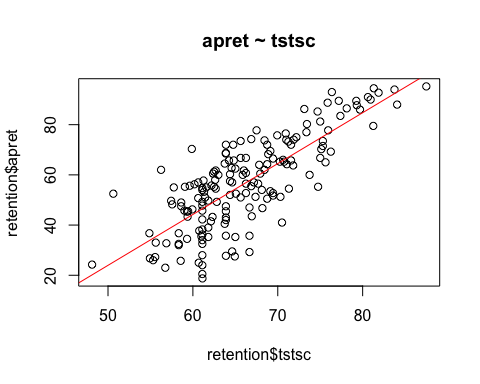 apret ~ tstsc
retention$apret
80
60
40
20
50 60 70 80
retention$tstsc